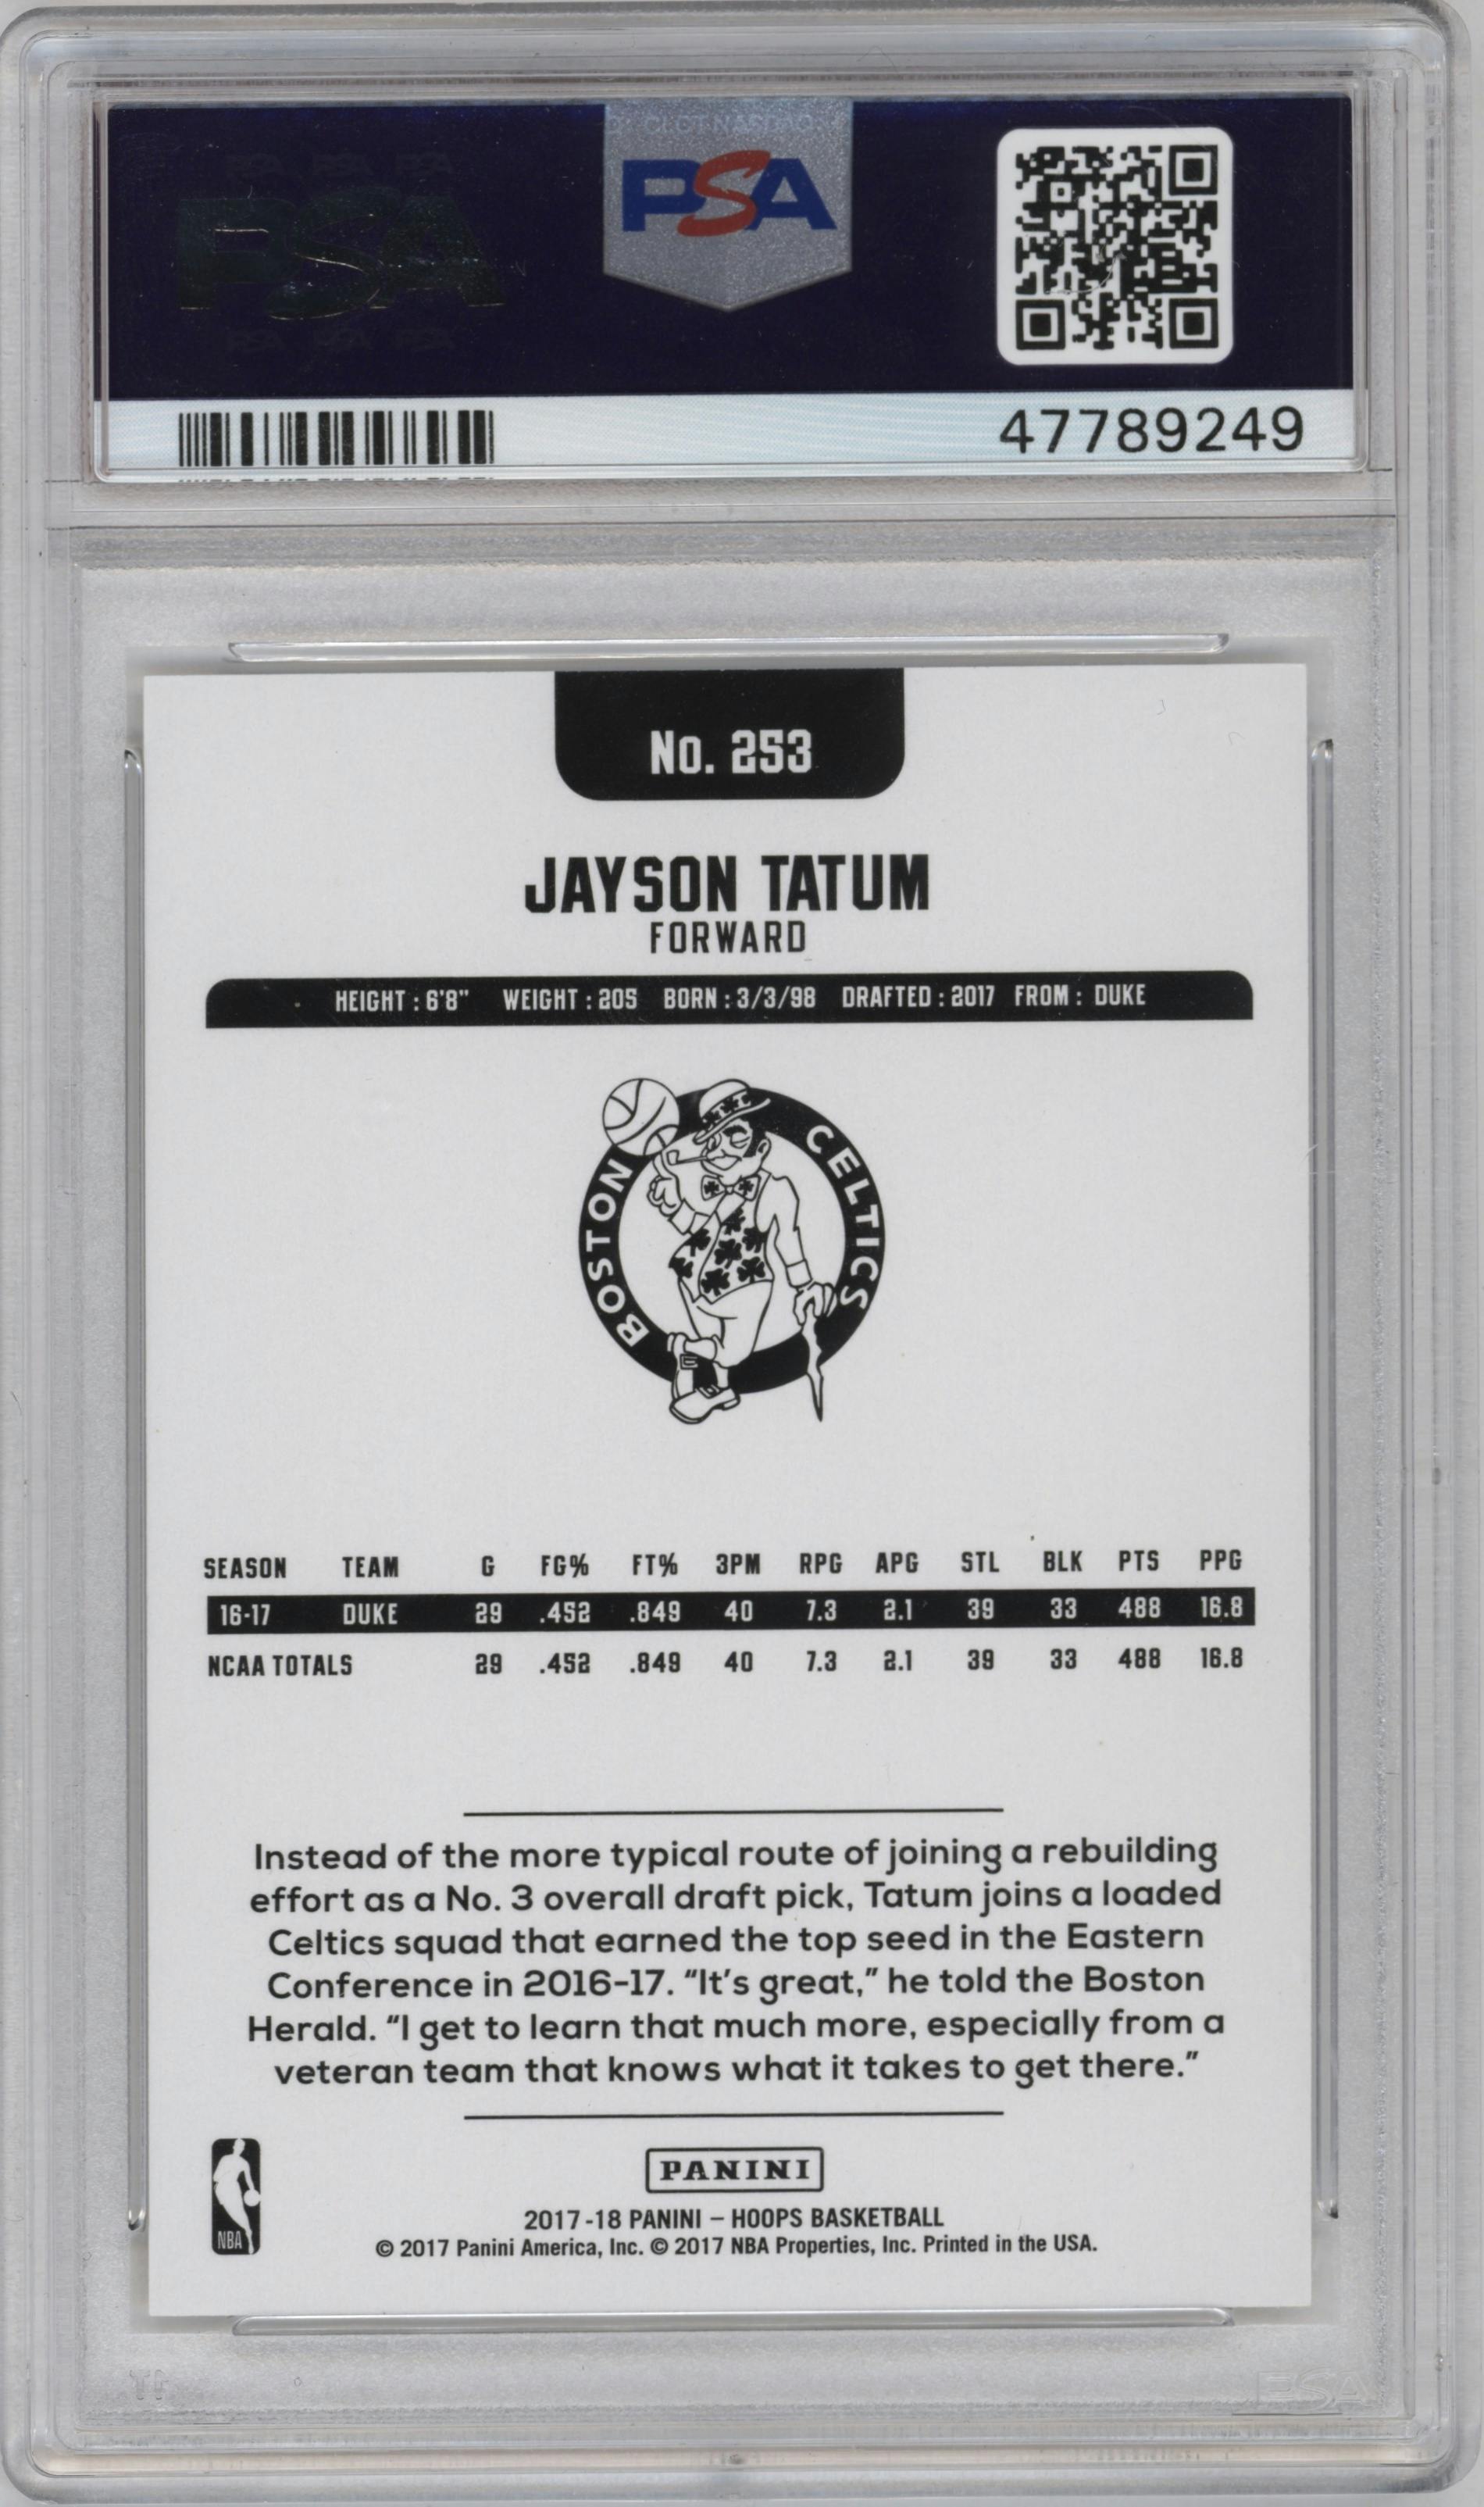 PSA
PSA
47789249
No. 253
JAYSON TATUM
FORWARD
HEIGHT : 6'8" WEIGHT : 205 BORN : 3/3/98 DRAFTED : 2017 FROM : DUKE
BOSTON CELTICS
SEASON TEAM G FG% FT% 3PM RPG APG STL BLK PTS PPG
16-17 DUKE 29 .452 .849 40 7.3 2.1 39 33 488 16.8
NCAA TOTALS 29 .452 .849 40 7.3 2.1 39 33 488 16.8
Instead of the more typical route of joining a rebuilding
effort as a No. 3 overall draft pick, Tatum joins a loaded
Celtics squad that earned the top seed in the Eastern
Conference in 2016-17. “It’s great,” he told the Boston
Herald. “I get to learn that much more, especially from a
veteran team that knows what it takes to get there.”
PANINI
NBA
2017-18 PANINI – HOOPS BASKETBALL
© 2017 Panini America, Inc. © 2017 NBA Properties, Inc. Printed in the USA.
PSA